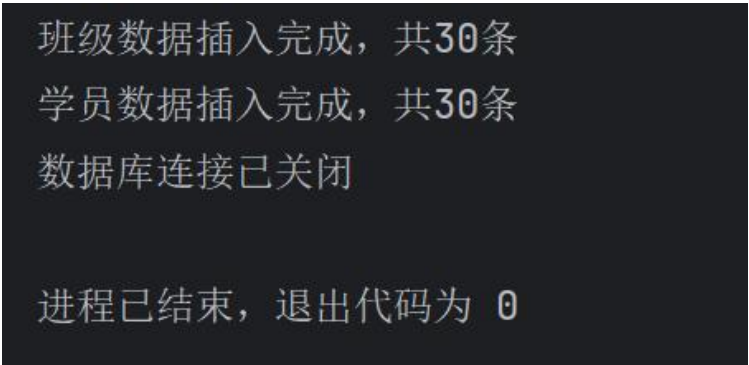 班级数据插入完成，共30条
学员数据插入完成，共30条
数据库连接已关闭
进程已结束，退出代码为 0